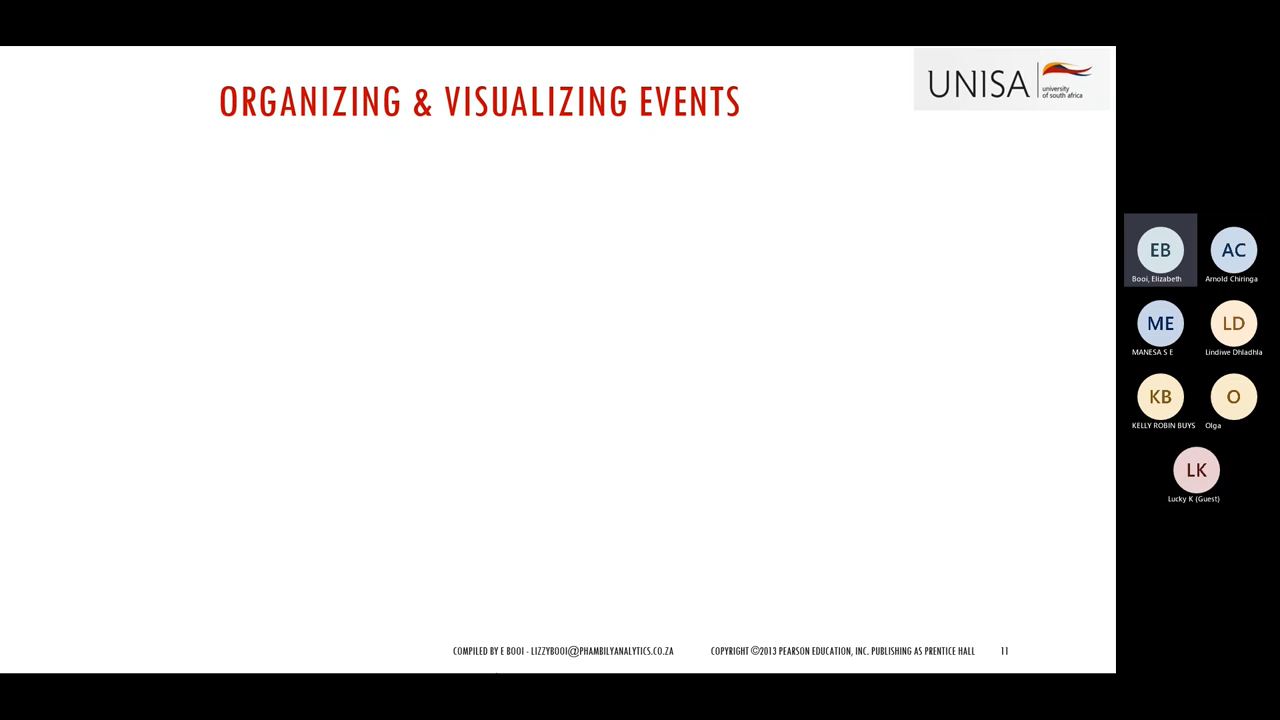 ORGANIZING & VISUALIZING EVENTS
UNISA
university
of south africa
EB
Booi, Elizabeth
AC
Arnold Chiringa
ME
MANESA S E
LD
Lindiwe Dhladhla
KB
KELLY ROBIN BUYS
O
Olga
LK
Lucky K (Guest)
COMPILED BY E BOOI - LIZZYBOOI@PHAMBILYANALYTICS.CO.ZA
COPYRIGHT ©2013 PEARSON EDUCATION, INC. PUBLISHING AS PRENTICE HALL
11